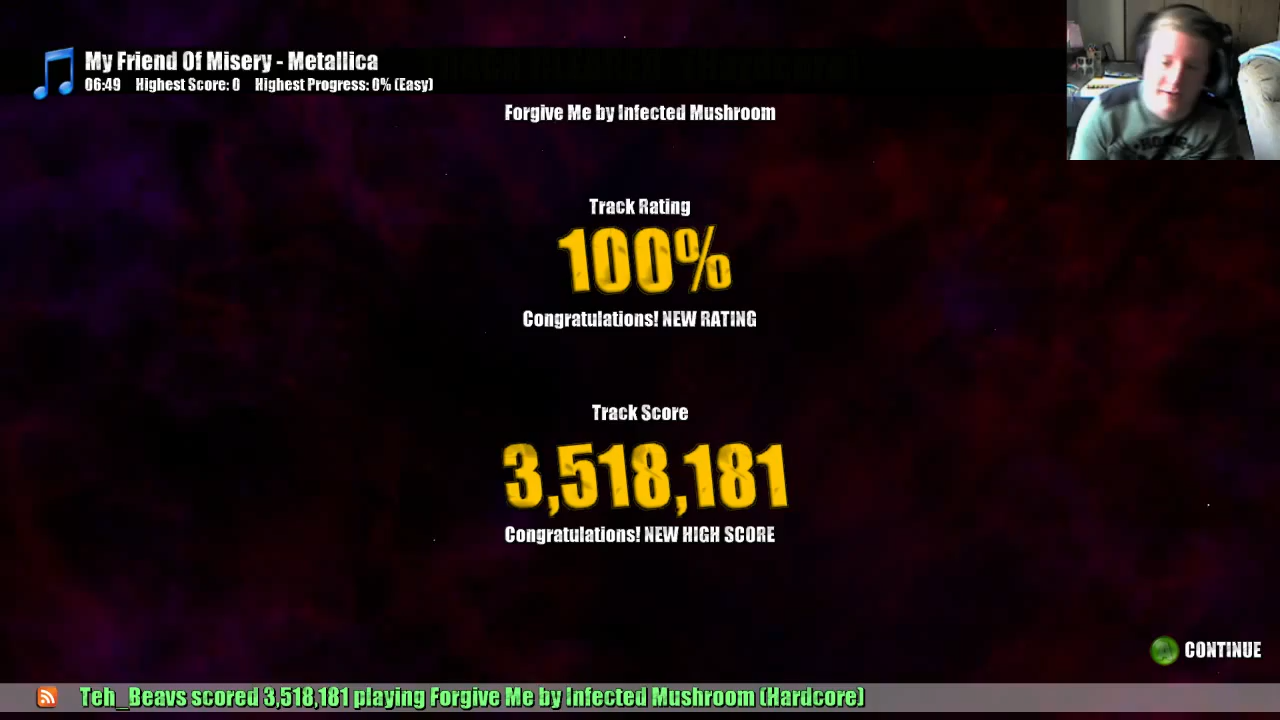 My Friend Of Misery - Metallica
06:49 Highest Score: 0 Highest Progress: 0% (Easy)
Forgive Me by Infected Mushroom
Track Rating
100%
Congratulations! NEW RATING
Track Score
3,518,181
Congratulations! NEW HIGH SCORE
CONTINUE
Teh_Beavs scored 3,518,181 playing Forgive Me by Infected Mushroom (Hardcore)